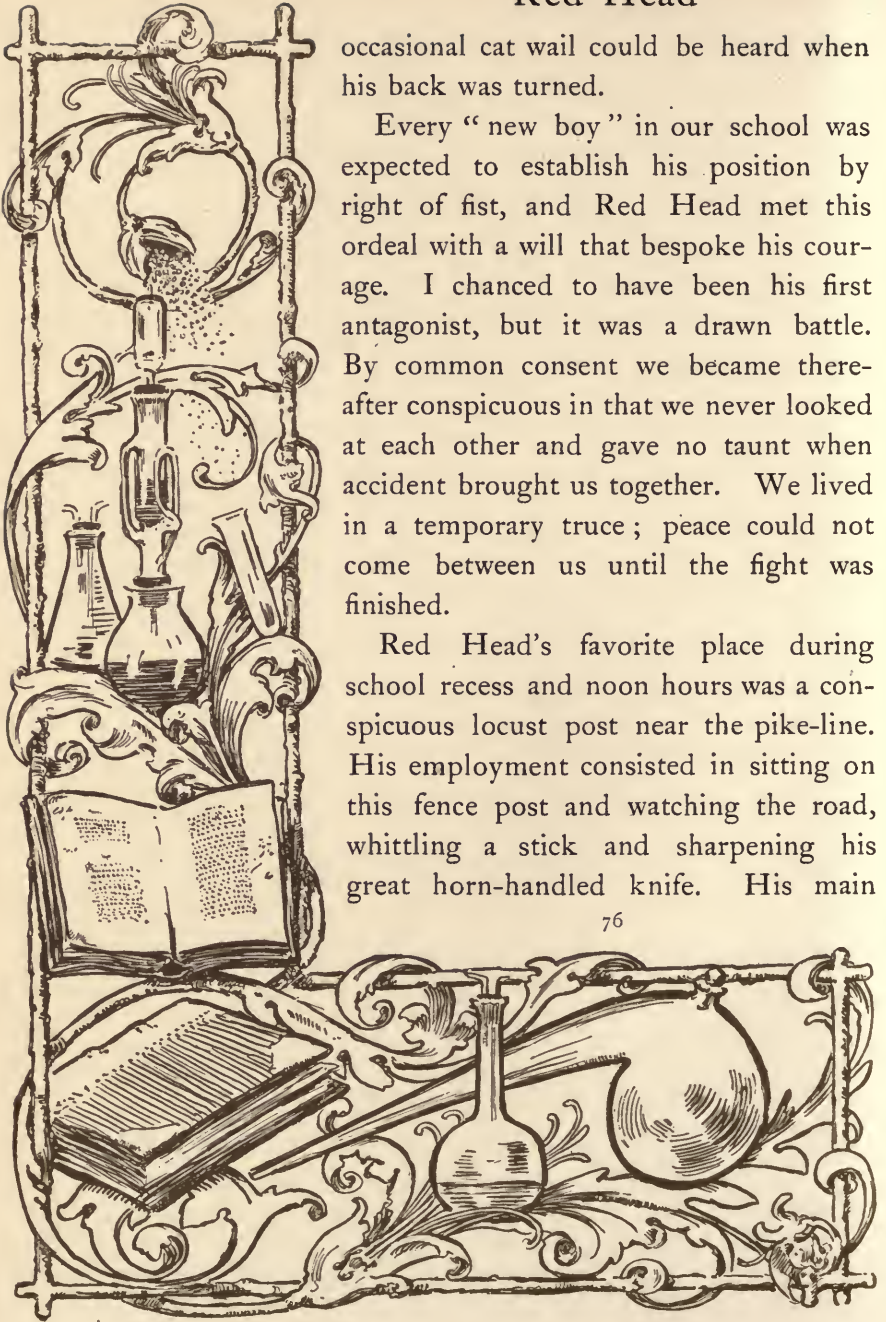 Red Head
occasional cat wail could be heard when
his back was turned.
Every “ new boy ” in our school was
expected to establish his position by
right of fist, and Red Head met this
ordeal with a will that bespoke his cour-
age. I chanced to have been his first
antagonist, but it was a drawn battle.
By common consent we became there-
after conspicuous in that we never looked
at each other and gave no taunt when
accident brought us together. We lived
in a temporary truce ; peace could not
come between us until the fight was
finished.
Red Head's favorite place during
school recess and noon hours was a con-
spicuous locust post near the pike-line.
His employment consisted in sitting on
this fence post and watching the road,
whittling a stick and sharpening his
great horn-handled knife. His main
76